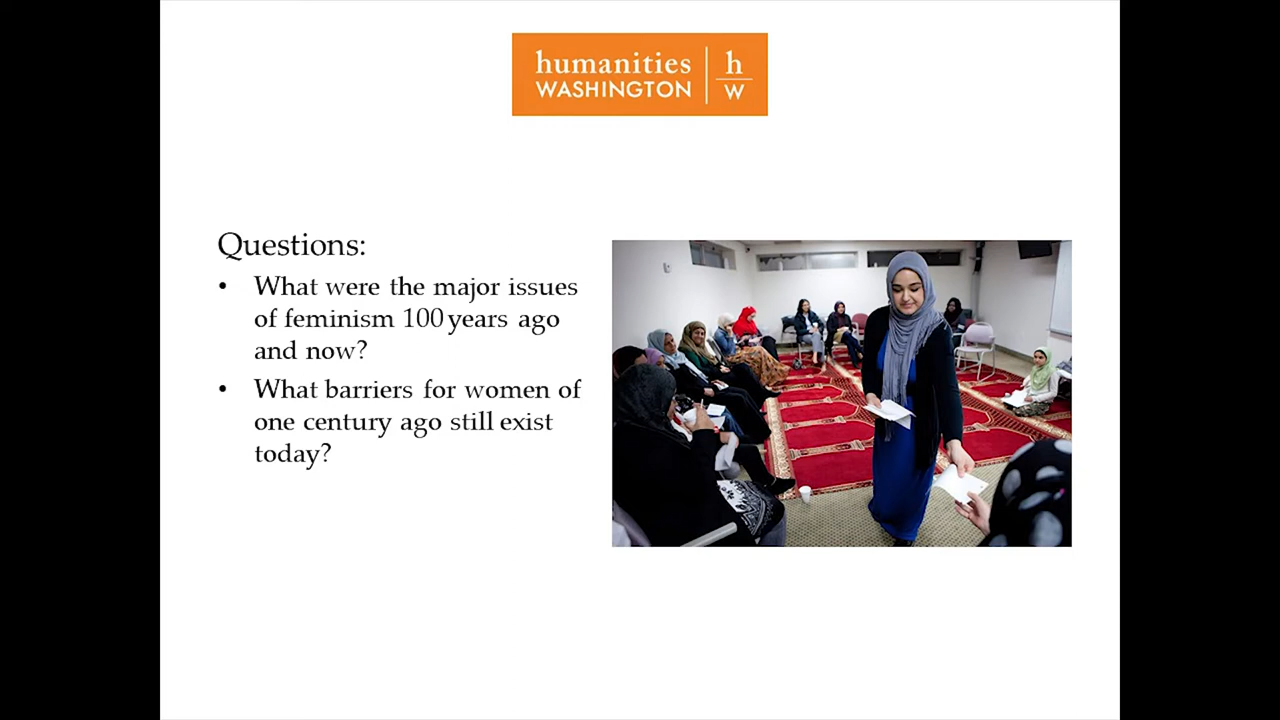 humanities
WASHINGTON
h
w
Questions:
• What were the major issues
of feminism 100 years ago
and now?
• What barriers for women of
one century ago still exist
today?